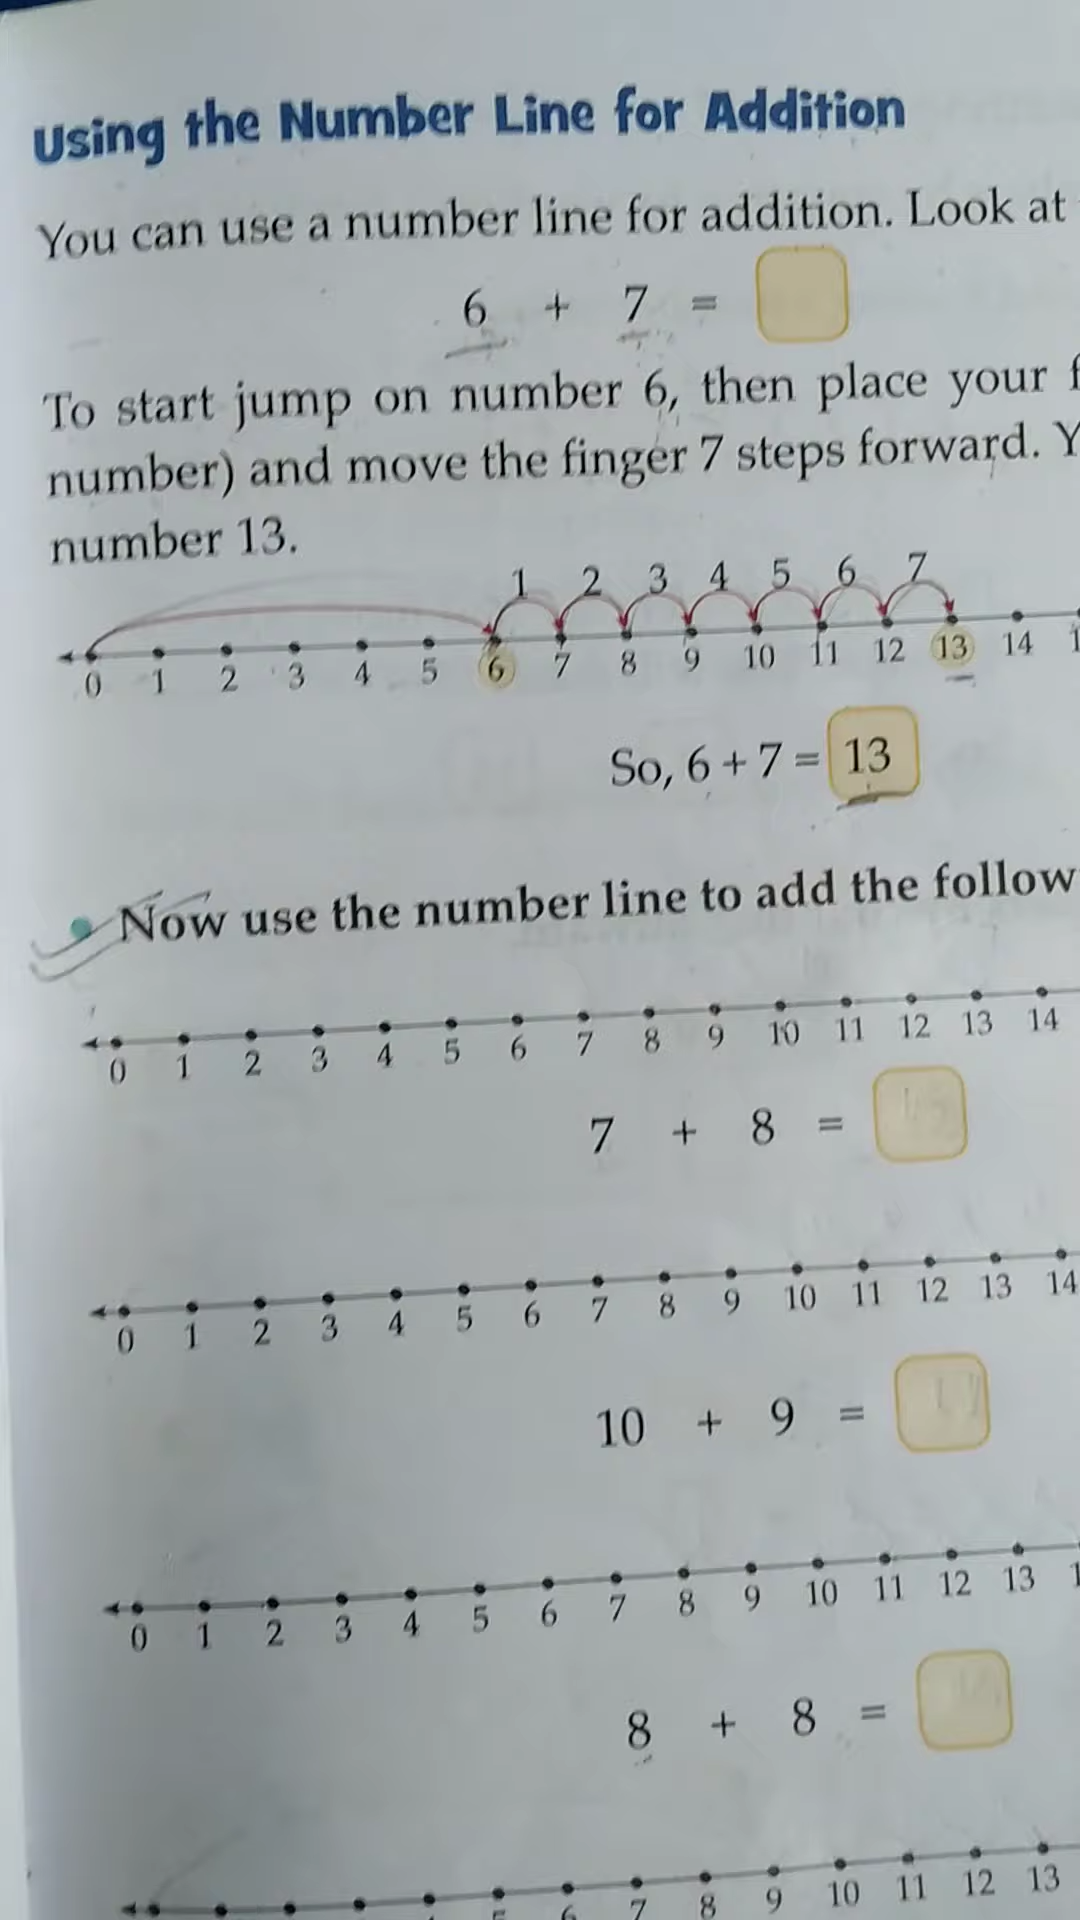 Using the Number Line for Addition
You can use a number line for addition. Look at
6 + 7 =
To start jump on number 6, then place your
number) and move the finger 7 steps forward.
number 13.
1 2 3 4 5 6 7
0 1 2 3 4 5 6 7 8 9 10 11 12 13 14
So, 6 + 7 = 13
Now use the number line to add the
0 1 2 3 4 5 6 7 8 9 10 11 12 13 14
7 + 8 =
0 1 2 3 4 5 6 7 8 9 10 11 12 13 14
10 + 9 =
0 1 2 3 4 5 6 7 8 9 10 11 12 13
8 + 8 =
7 8 9 10 11 12 13